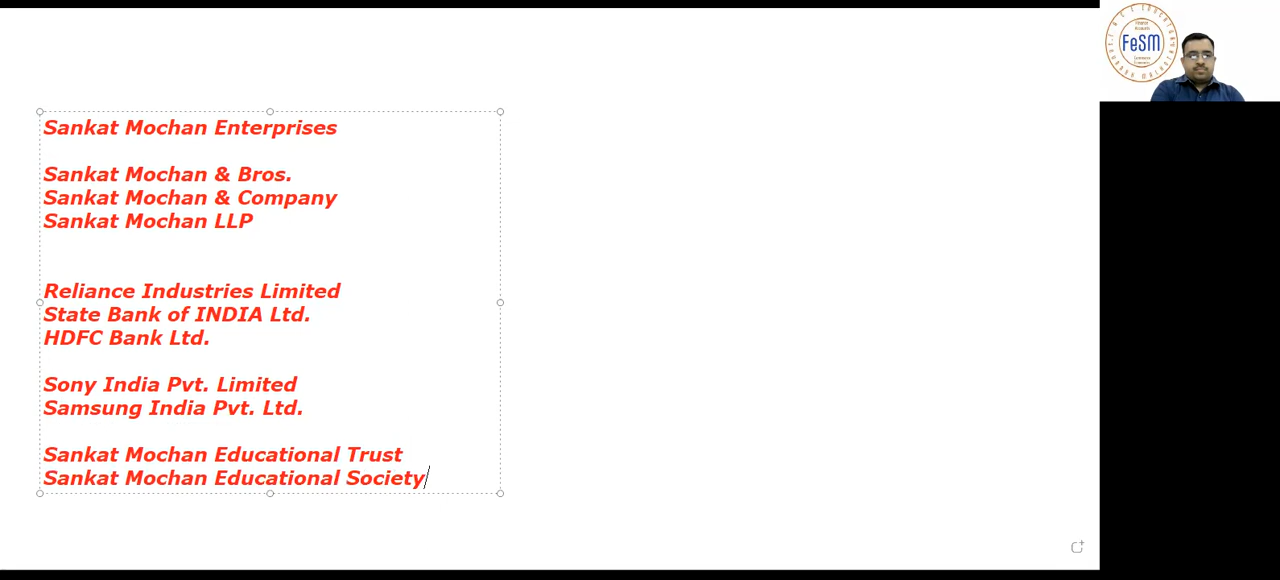 Sankat Mochan Enterprises
Sankat Mochan & Bros.
Sankat Mochan & Company
Sankat Mochan LLP
Reliance Industries Limited
State Bank of INDIA Ltd.
HDFC Bank Ltd.
Sony India Pvt. Limited
Samsung India Pvt. Ltd.
Sankat Mochan Educational Trust
Sankat Mochan Educational Society
FeSM